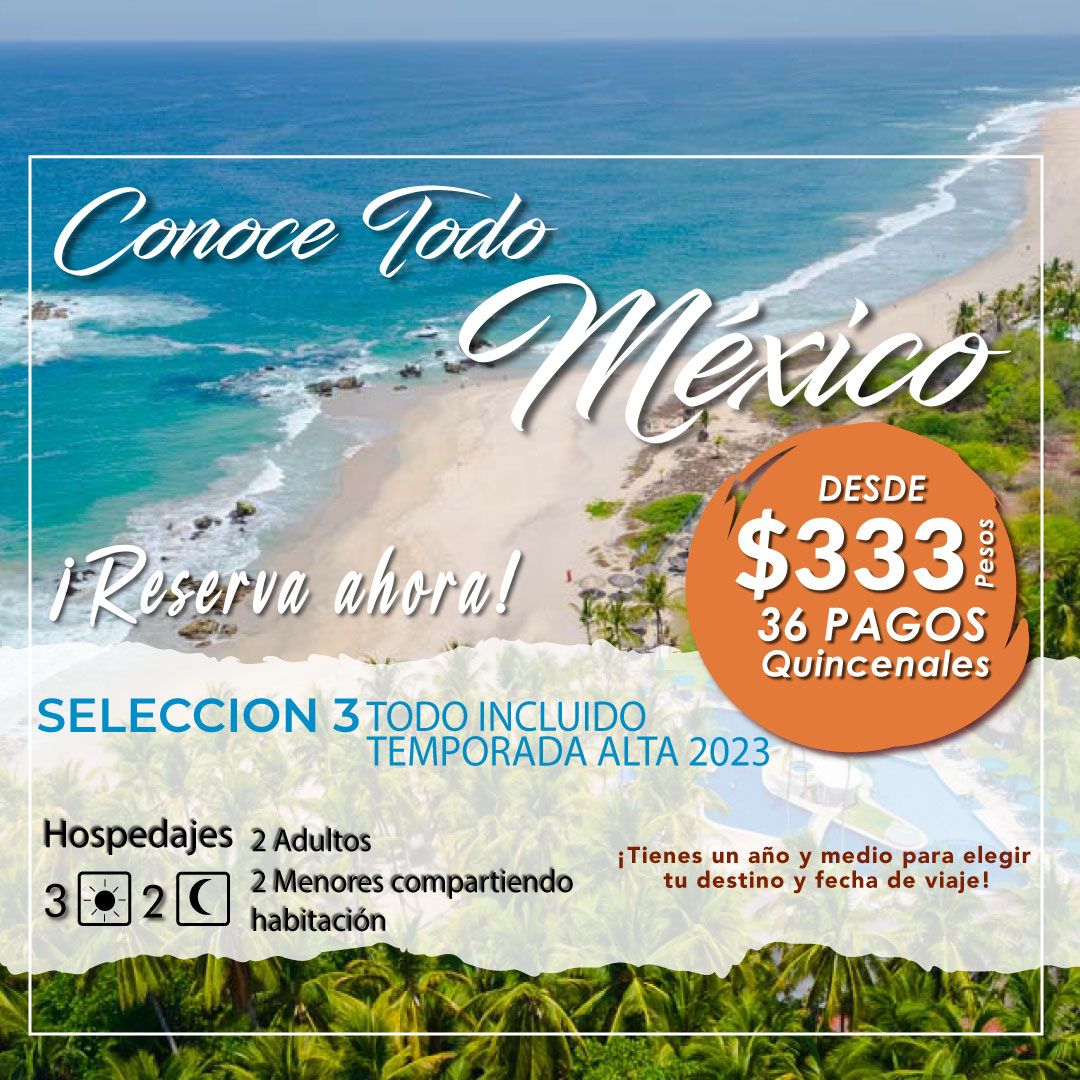 Conoce Todo
México
DESDE
$333 Pesos
36 PAGOS
Quincenales
¡Reserva ahora!
SELECCION 3 TODO INCLUIDO
TEMPORADA ALTA 2023
Hospedajes
3 2
2 Adultos
2 Menores compartiendo
habitación
¡Tienes un año y medio para elegir
tu destino y fecha de viaje!